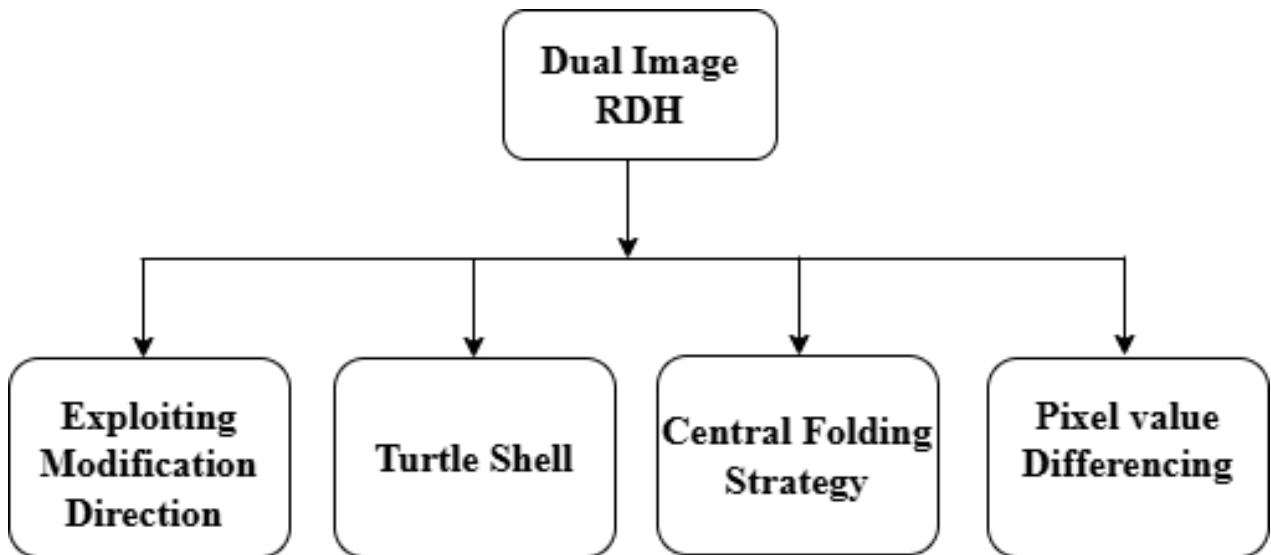 Dual Image
RDH
Exploiting
Modification
Direction
Turtle Shell
Central Folding
Strategy
Pixel value
Differencing